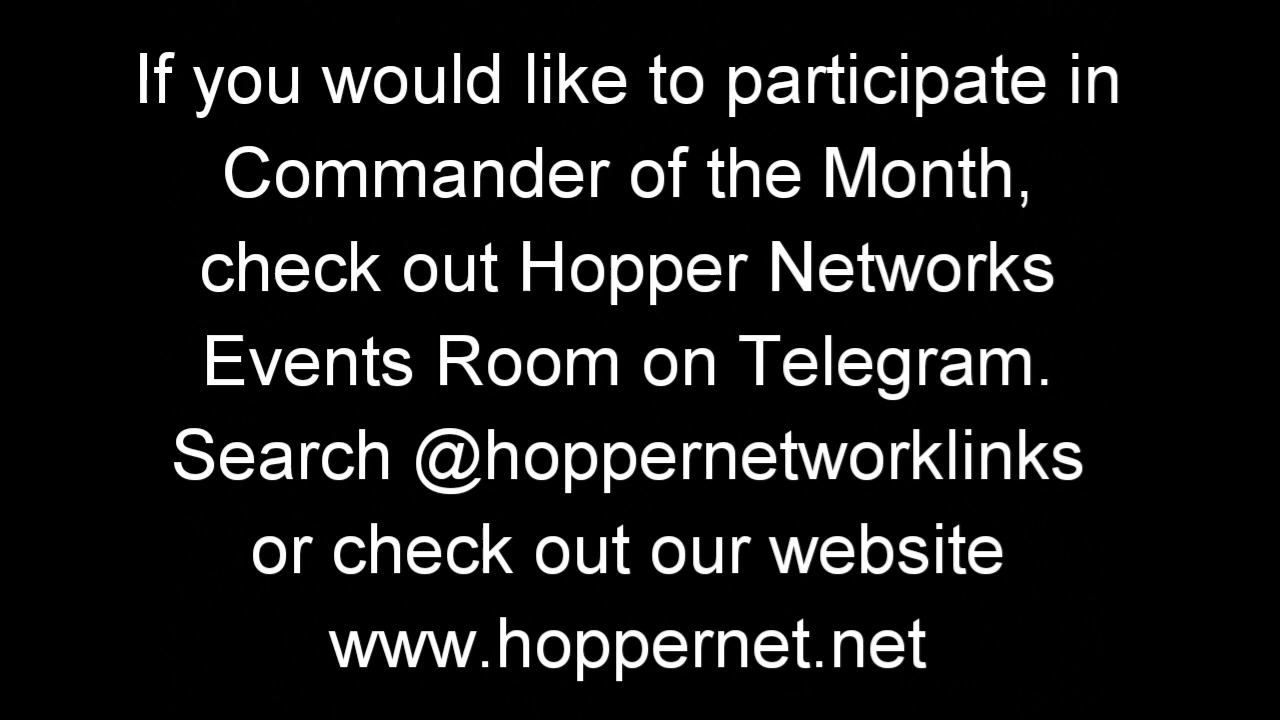 If you would like to participate in
Commander of the Month,
check out Hopper Networks
Events Room on Telegram.
Search @hoppernetworklinks
or check out our website
www.hoppernet.net